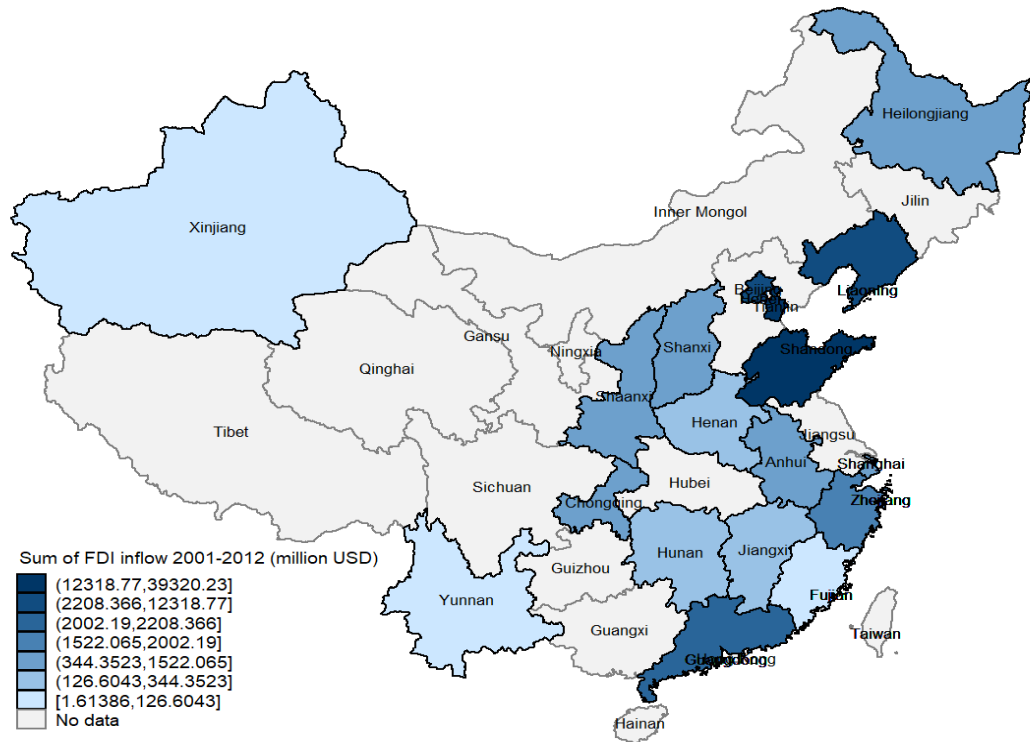 Heilongjiang
Jilin
Inner Mongol
Xinjiang
Beijing
Tianjin
Liaoning
Gansu
Ningxia
Shanxi
Shandong
Qinghai
Shaanxi
Henan
Jiangsu
Tibet
Anhui
Shanghai
Sichuan
Hubei
Chongqing
Zhejiang
Hunan
Jiangxi
Guizhou
Fujian
Yunnan
Guangxi
Taiwan
Guangdong
Hainan
Sum of FDI inflow 2001-2012 (million USD)
(12318.77,39320.23]
(2208.366,12318.77]
(2002.19,2208.366]
(1522.065,2002.19]
(344.3523,1522.065]
(126.6043,344.3523]
[1.61386,126.6043]
No data